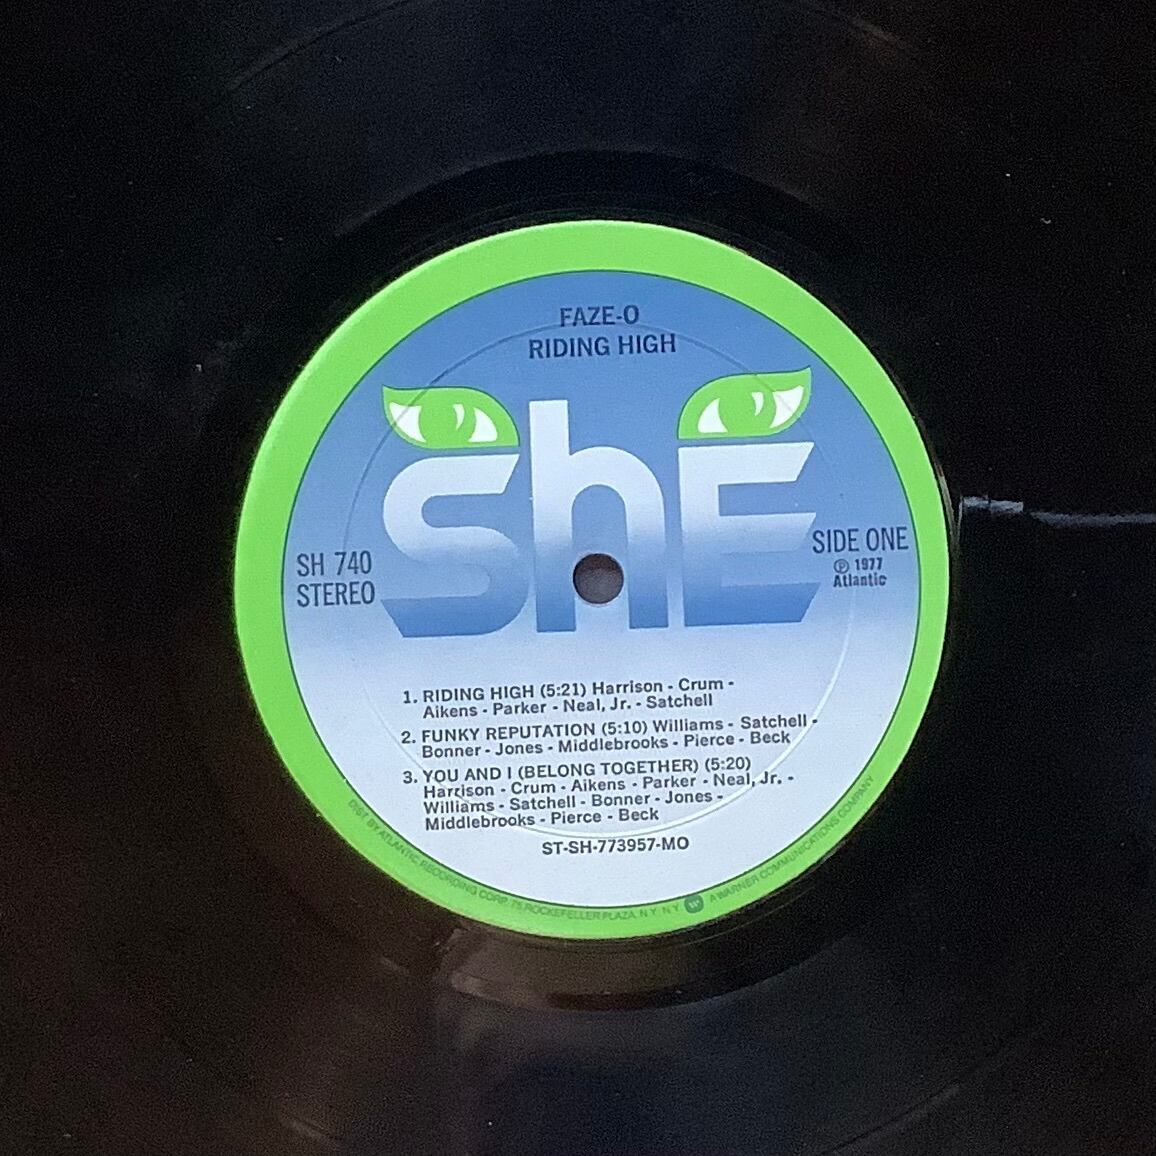 FAZE-O
RIDING HIGH
ShE
SH 740
STEREO
SIDE ONE
℗ 1977
Atlantic
1. RIDING HIGH (5:21) Harrison - Crum -
Aikens - Parker - Neal, Jr. - Satchell
2. FUNKY REPUTATION (5:10) Williams - Satchell -
Bonner - Jones - Middlebrooks - Pierce - Beck
3. YOU AND I (BELONG TOGETHER) (5:20)
Harrison - Crum - Aikens - Parker - Neal, Jr. -
Williams - Satchell - Bonner - Jones -
Middlebrooks - Pierce - Beck
ST-SH-773957-MO
DIST BY ATLANTIC RECORDING CORP. 75 ROCKEFELLER PLAZA N.Y. N.Y. W A WARNER COMMUNICATIONS COMPANY